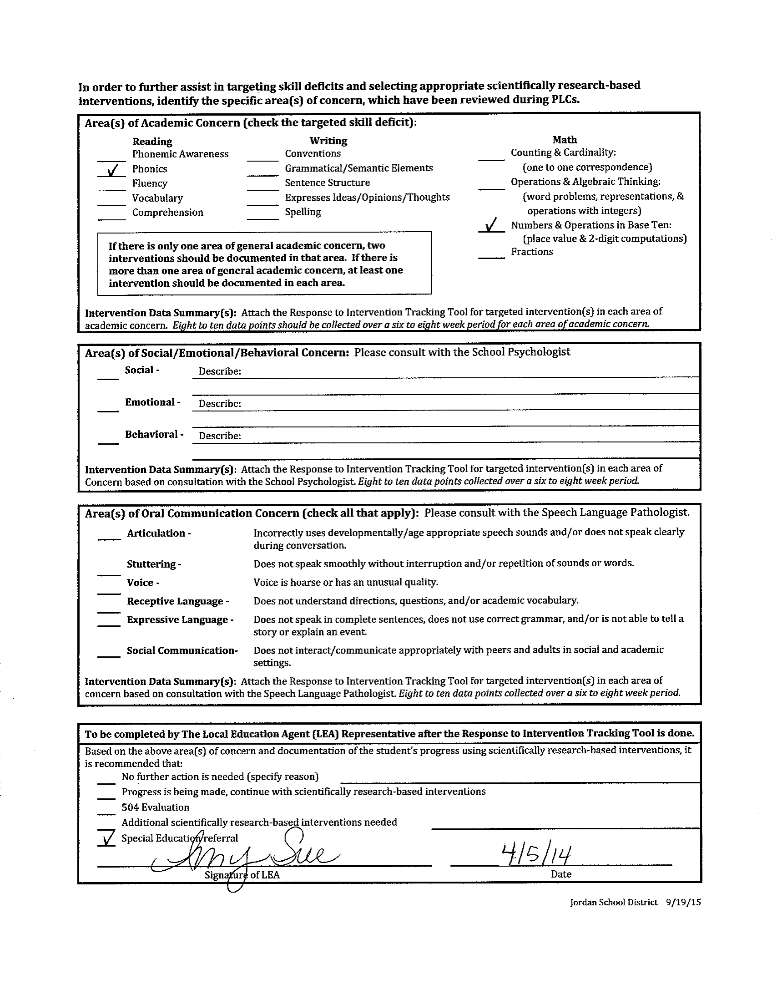 In order to further assist in targeting skill deficits and selecting appropriate scientifically research-based
interventions, identify the specific area(s) of concern, which have been reviewed during PLCs.
Area(s) of Academic Concern (check the targeted skill deficit):
Reading
Phonemic Awareness
✓ Phonics
Fluency
Vocabulary
Comprehension
Writing
Conventions
Grammatical/Semantic Elements
Sentence Structure
Expresses Ideas/Opinions/Thoughts
Spelling
Math
Counting & Cardinality:
(one to one correspondence)
Operations & Algebraic Thinking:
(word problems, representations, &
operations with integers)
✓ Numbers & Operations in Base Ten:
(place value & 2-digit computations)
Fractions
If there is only one area of general academic concern, two
interventions should be documented in that area. If there is
more than one area of general academic concern, at least one
intervention should be documented in each area.
Intervention Data Summary(s): Attach the Response to Intervention Tracking Tool for targeted intervention(s) in each area of
academic concern. Eight to ten data points should be collected over a six to eight week period for each area of academic concern.
Area(s) of Social/Emotional/Behavioral Concern: Please consult with the School Psychologist
Social - Describe:
Emotional - Describe:
Behavioral - Describe:
Intervention Data Summary(s): Attach the Response to Intervention Tracking Tool for targeted intervention(s) in each area of
Concern based on consultation with the School Psychologist. Eight to ten data points collected over a six to eight week period.
Area(s) of Oral Communication Concern (check all that apply): Please consult with the Speech Language Pathologist.
Articulation - Incorrectly uses developmentally/age appropriate speech sounds and/or does not speak clearly
during conversation.
Stuttering - Does not speak smoothly without interruption and/or repetition of sounds or words.
Voice - Voice is hoarse or has an unusual quality.
Receptive Language - Does not understand directions, questions, and/or academic vocabulary.
Expressive Language - Does not speak in complete sentences, does not use correct grammar, and/or is not able to tell a
story or explain an event.
Social Communication- Does not interact/communicate appropriately with peers and adults in social and academic
settings.
Intervention Data Summary(s): Attach the Response to Intervention Tracking Tool for targeted intervention(s) in each area of
concern based on consultation with the Speech Language Pathologist. Eight to ten data points collected over a six to eight week period.
To be completed by The Local Education Agent (LEA) Representative after the Response to Intervention Tracking Tool is done.
Based on the above area(s) of concern and documentation of the student's progress using scientifically research-based interventions, it
is recommended that:
No further action is needed (specify reason)
Progress is being made, continue with scientifically research-based interventions
504 Evaluation
Additional scientifically research-based interventions needed
✓ Special Education referral
Amy Sue 4/5/14
Signature of LEA Date
Jordan School District 9/19/15